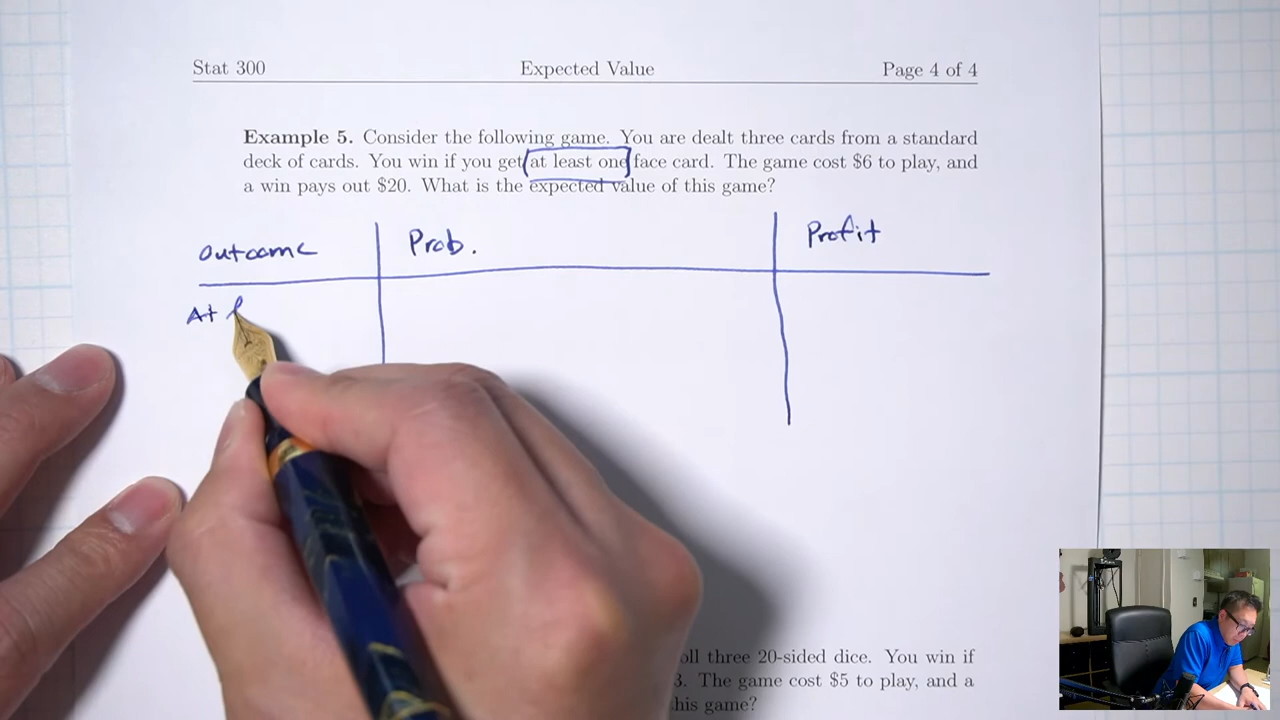 Stat 300 Expected Value Page 4 of 4
Example 5. Consider the following game. You are dealt three cards from a standard
deck of cards. You win if you get at least one face card. The game cost $6 to play, and
a win pays out $20. What is the expected value of this game?
Outcome Prob. Profit
At l
oll three 20-sided dice. You win if
3. The game cost $5 to play, and a
his game?